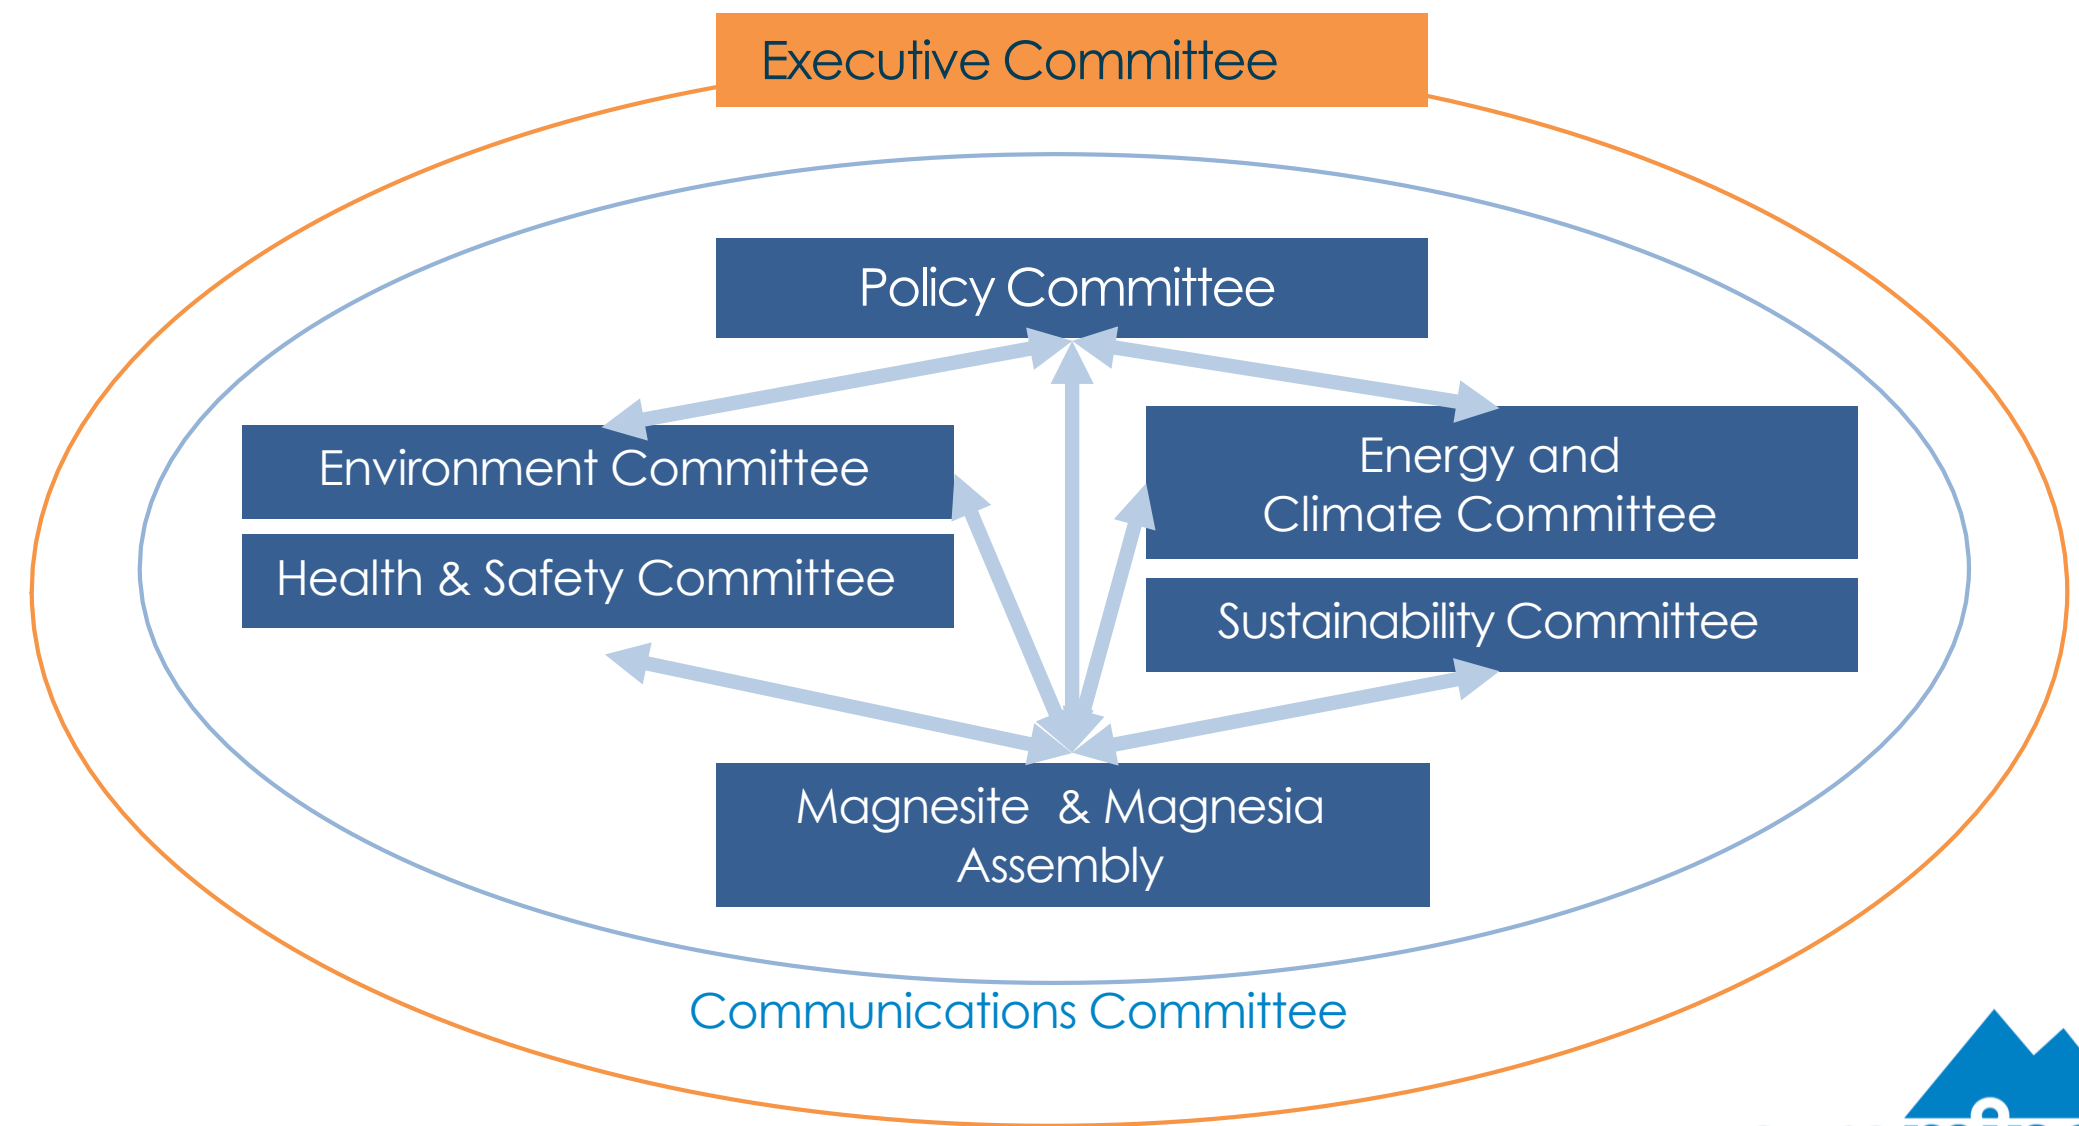 Executive Committee
Policy Committee
Environment Committee
Health & Safety Committee
Energy and
Climate Committee
Sustainability Committee
Magnesite & Magnesia
Assembly
Communications Committee